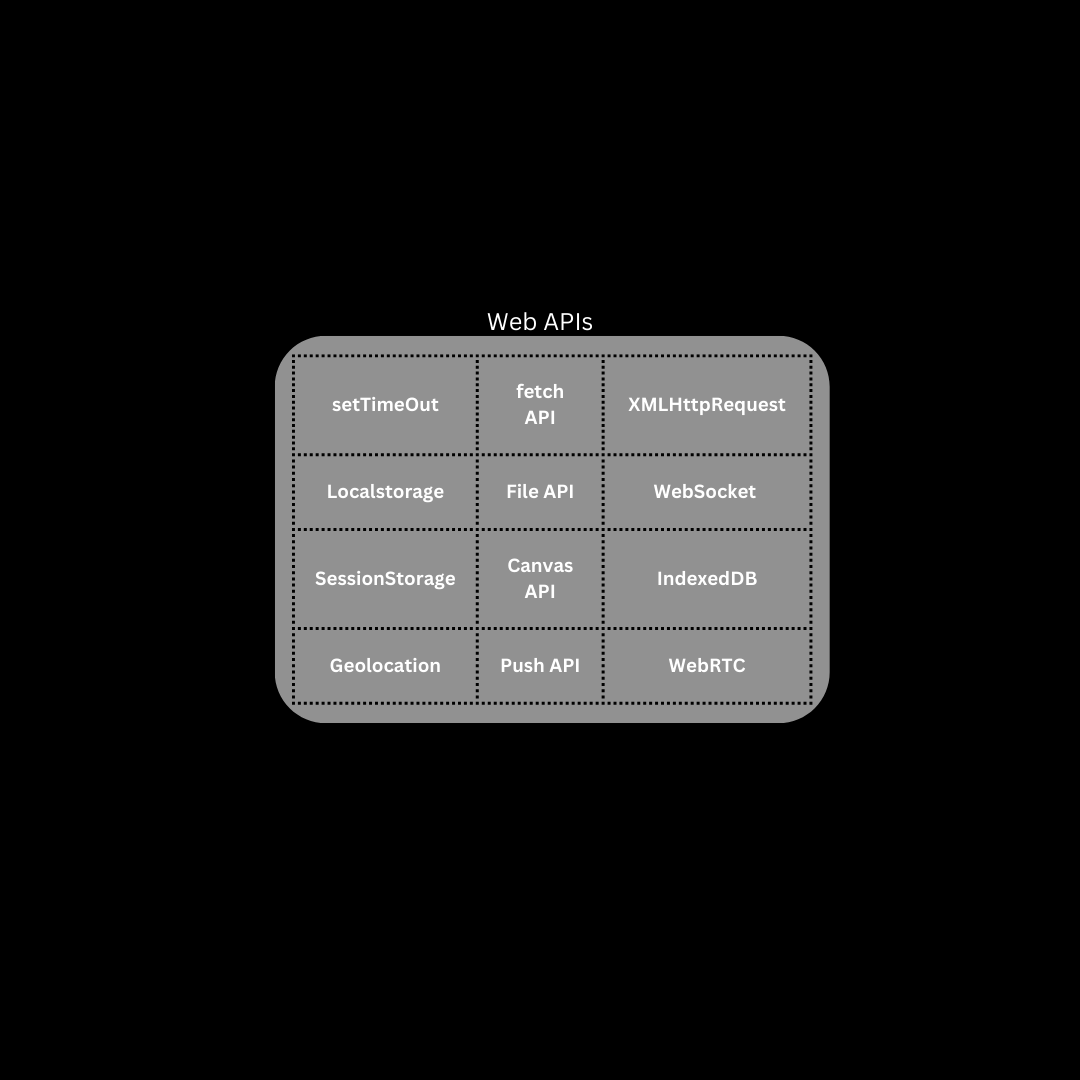 Web APIs
setTimeOut
fetch
API
XMLHttpRequest
Localstorage
File API
WebSocket
SessionStorage
Canvas
API
IndexedDB
Geolocation
Push API
WebRTC